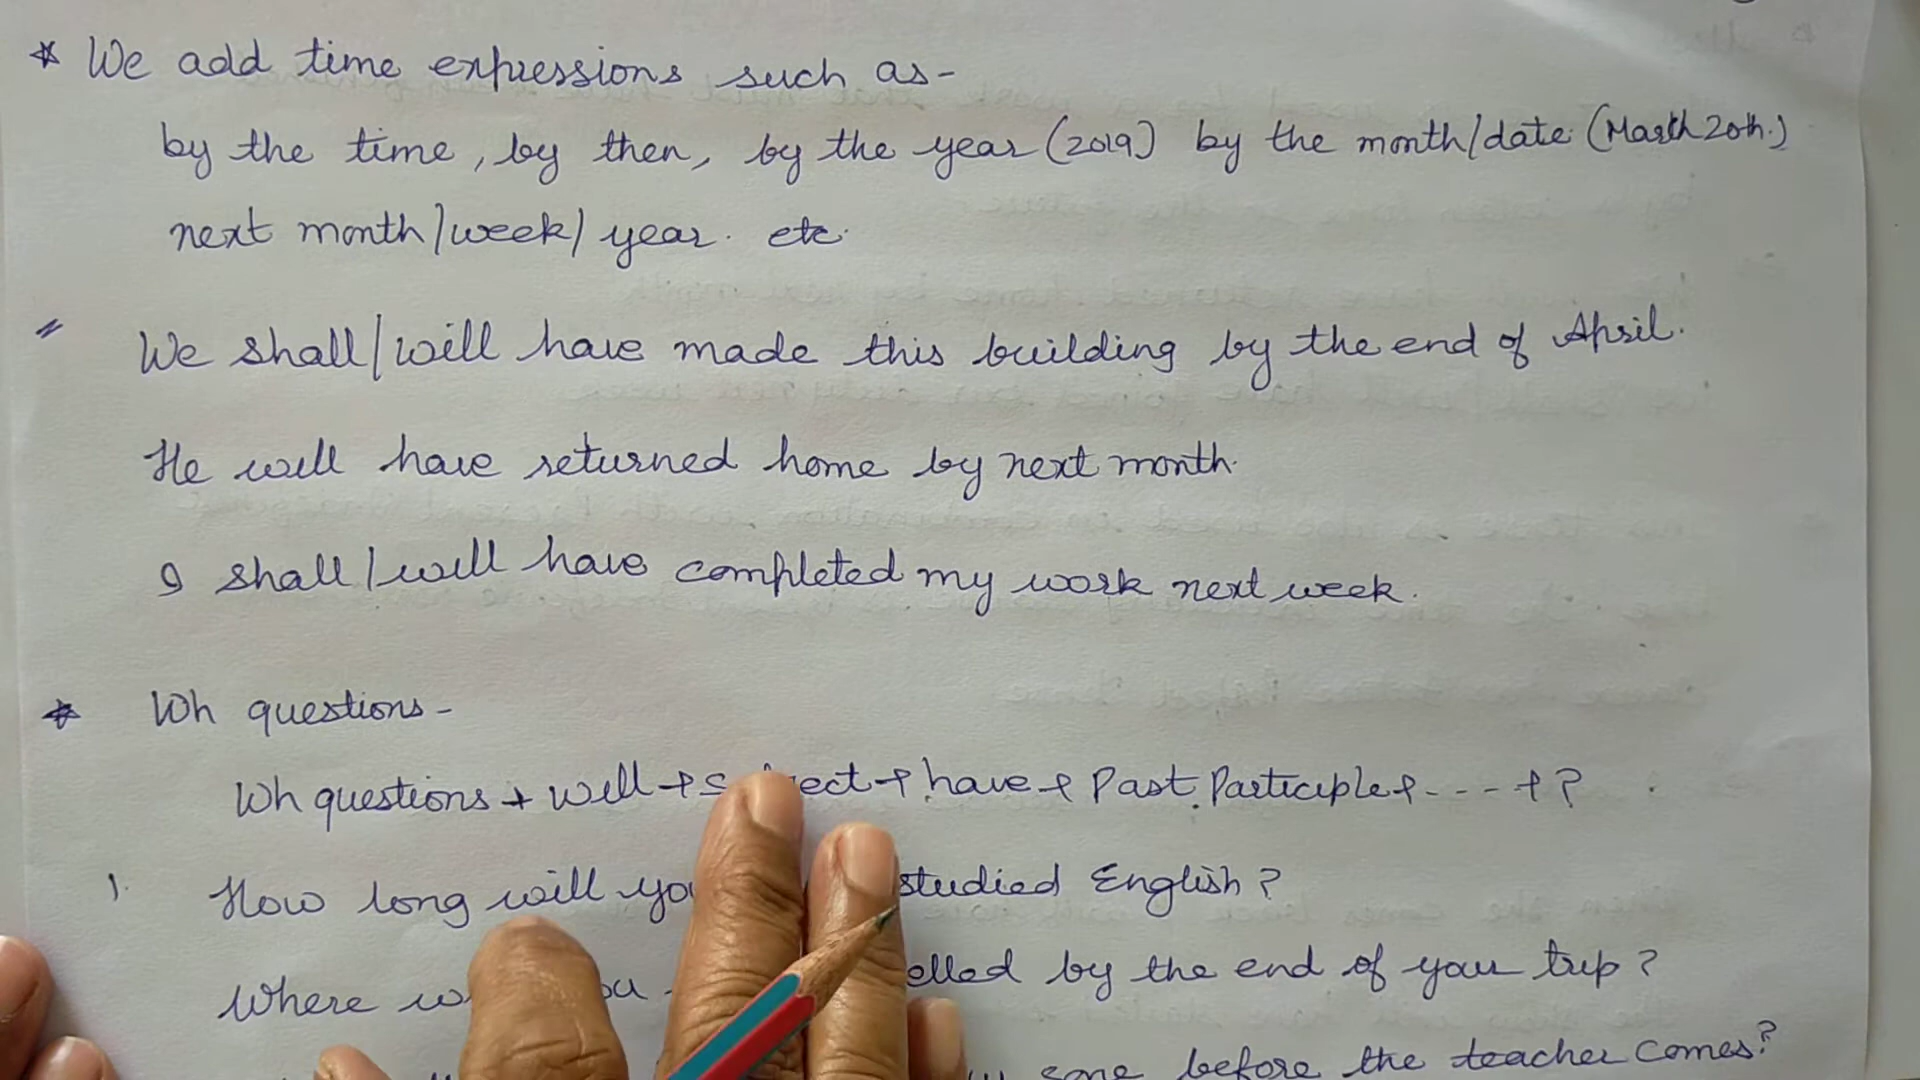 * We add time expressions such as-
by the time, by then, by the year (2019) by the month/date (March 20th.)
next month/week/year. etc.
We shall/will have made this building by the end of April.
He will have returned home by next month.
I shall/will have completed my work next week.
* Wh questions-
Wh questions + will + subject + have + Past Participle + ---- + ?
1. How long will studied English?
Where by the end of your trip?
before the teacher comes?